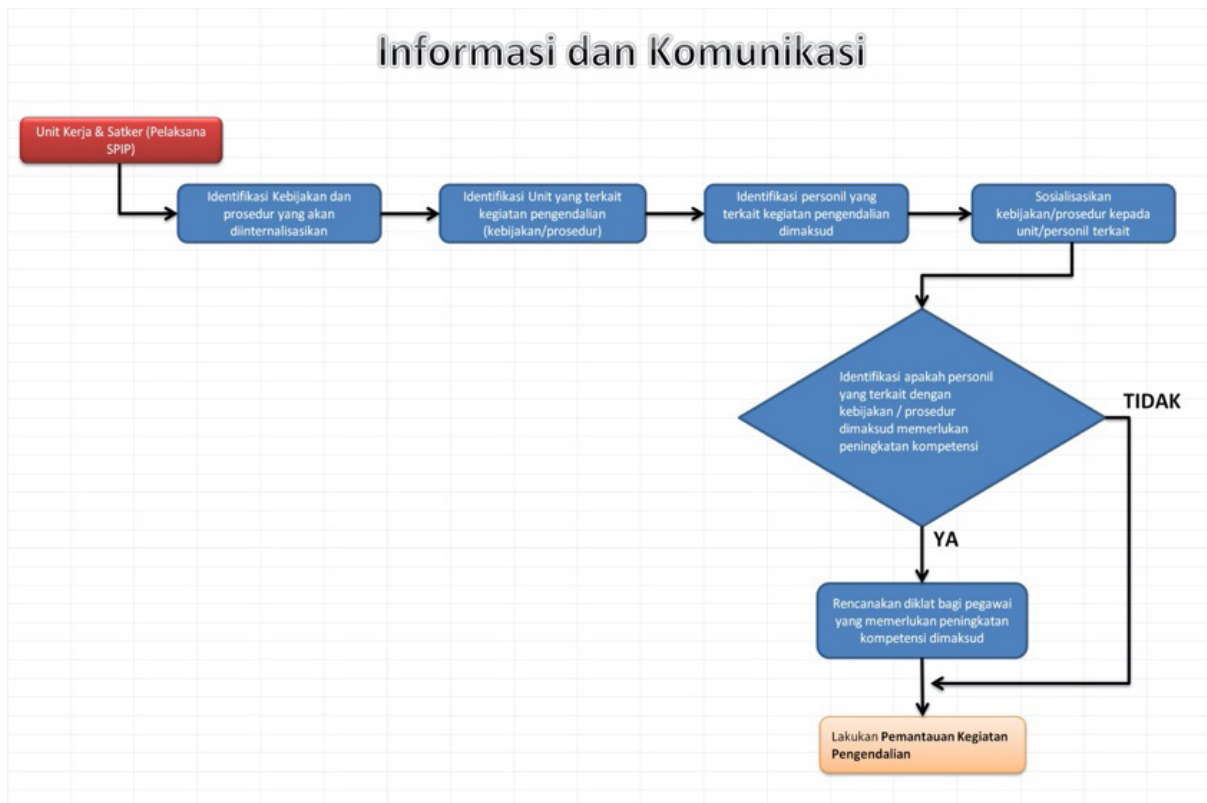 Informasi dan Komunikasi
Unit Kerja & Satker (Pelaksana
SPIP)
Identifikasi Kebijakan dan
prosedur yang akan
diinternalisasikan
Identifikasi Unit yang terkait
kegiatan pengendalian
(kebijakan/prosedur)
Identifikasi personil yang
terkait kegiatan pengendalian
dimaksud
Sosialisasikan
kebijakan/prosedur kepada
unit/personil terkait
Identifikasi apakah personil
yang terkait dengan
kebijakan / prosedur
dimaksud memerlukan
peningkatan kompetensi
TIDAK
YA
Rencanakan diklat bagi pegawai
yang memerlukan peningkatan
kompetensi dimaksud
Lakukan Pemantauan Kegiatan
Pengendalian